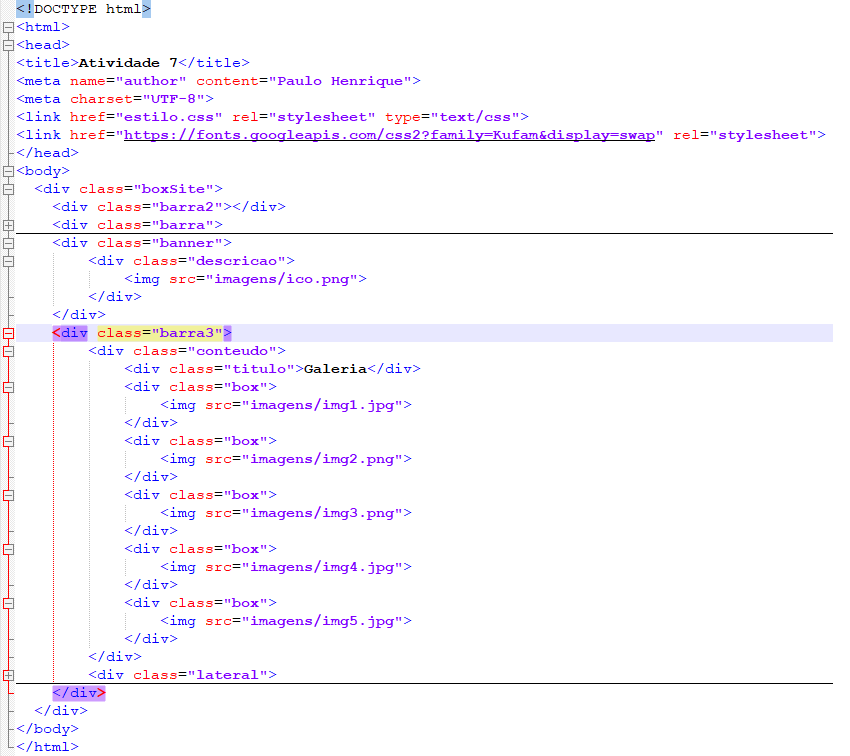 <!DOCTYPE html>
<html>
<head>
<title>Atividade 7</title>
<meta name="author" content="Paulo Henrique">
<meta charset="UTF-8">
<link href="estilo.css" rel="stylesheet" type="text/css">
<link href="https://fonts.googleapis.com/css2?family=Kufam&display=swap" rel="stylesheet">
</head>
<body>
  <div class="boxSite">
    <div class="barra2"></div>
    <div class="barra">
    <div class="banner">
        <div class="descricao">
            <img src="imagens/ico.png">
        </div>
    </div>
    <div class="barra3">
        <div class="conteudo">
            <div class="titulo">Galeria</div>
            <div class="box">
                <img src="imagens/img1.jpg">
            </div>
            <div class="box">
                <img src="imagens/img2.png">
            </div>
            <div class="box">
                <img src="imagens/img3.png">
            </div>
            <div class="box">
                <img src="imagens/img4.jpg">
            </div>
            <div class="box">
                <img src="imagens/img5.jpg">
            </div>
        </div>
        <div class="lateral">
    </div>
  </div>
</body>
</html>